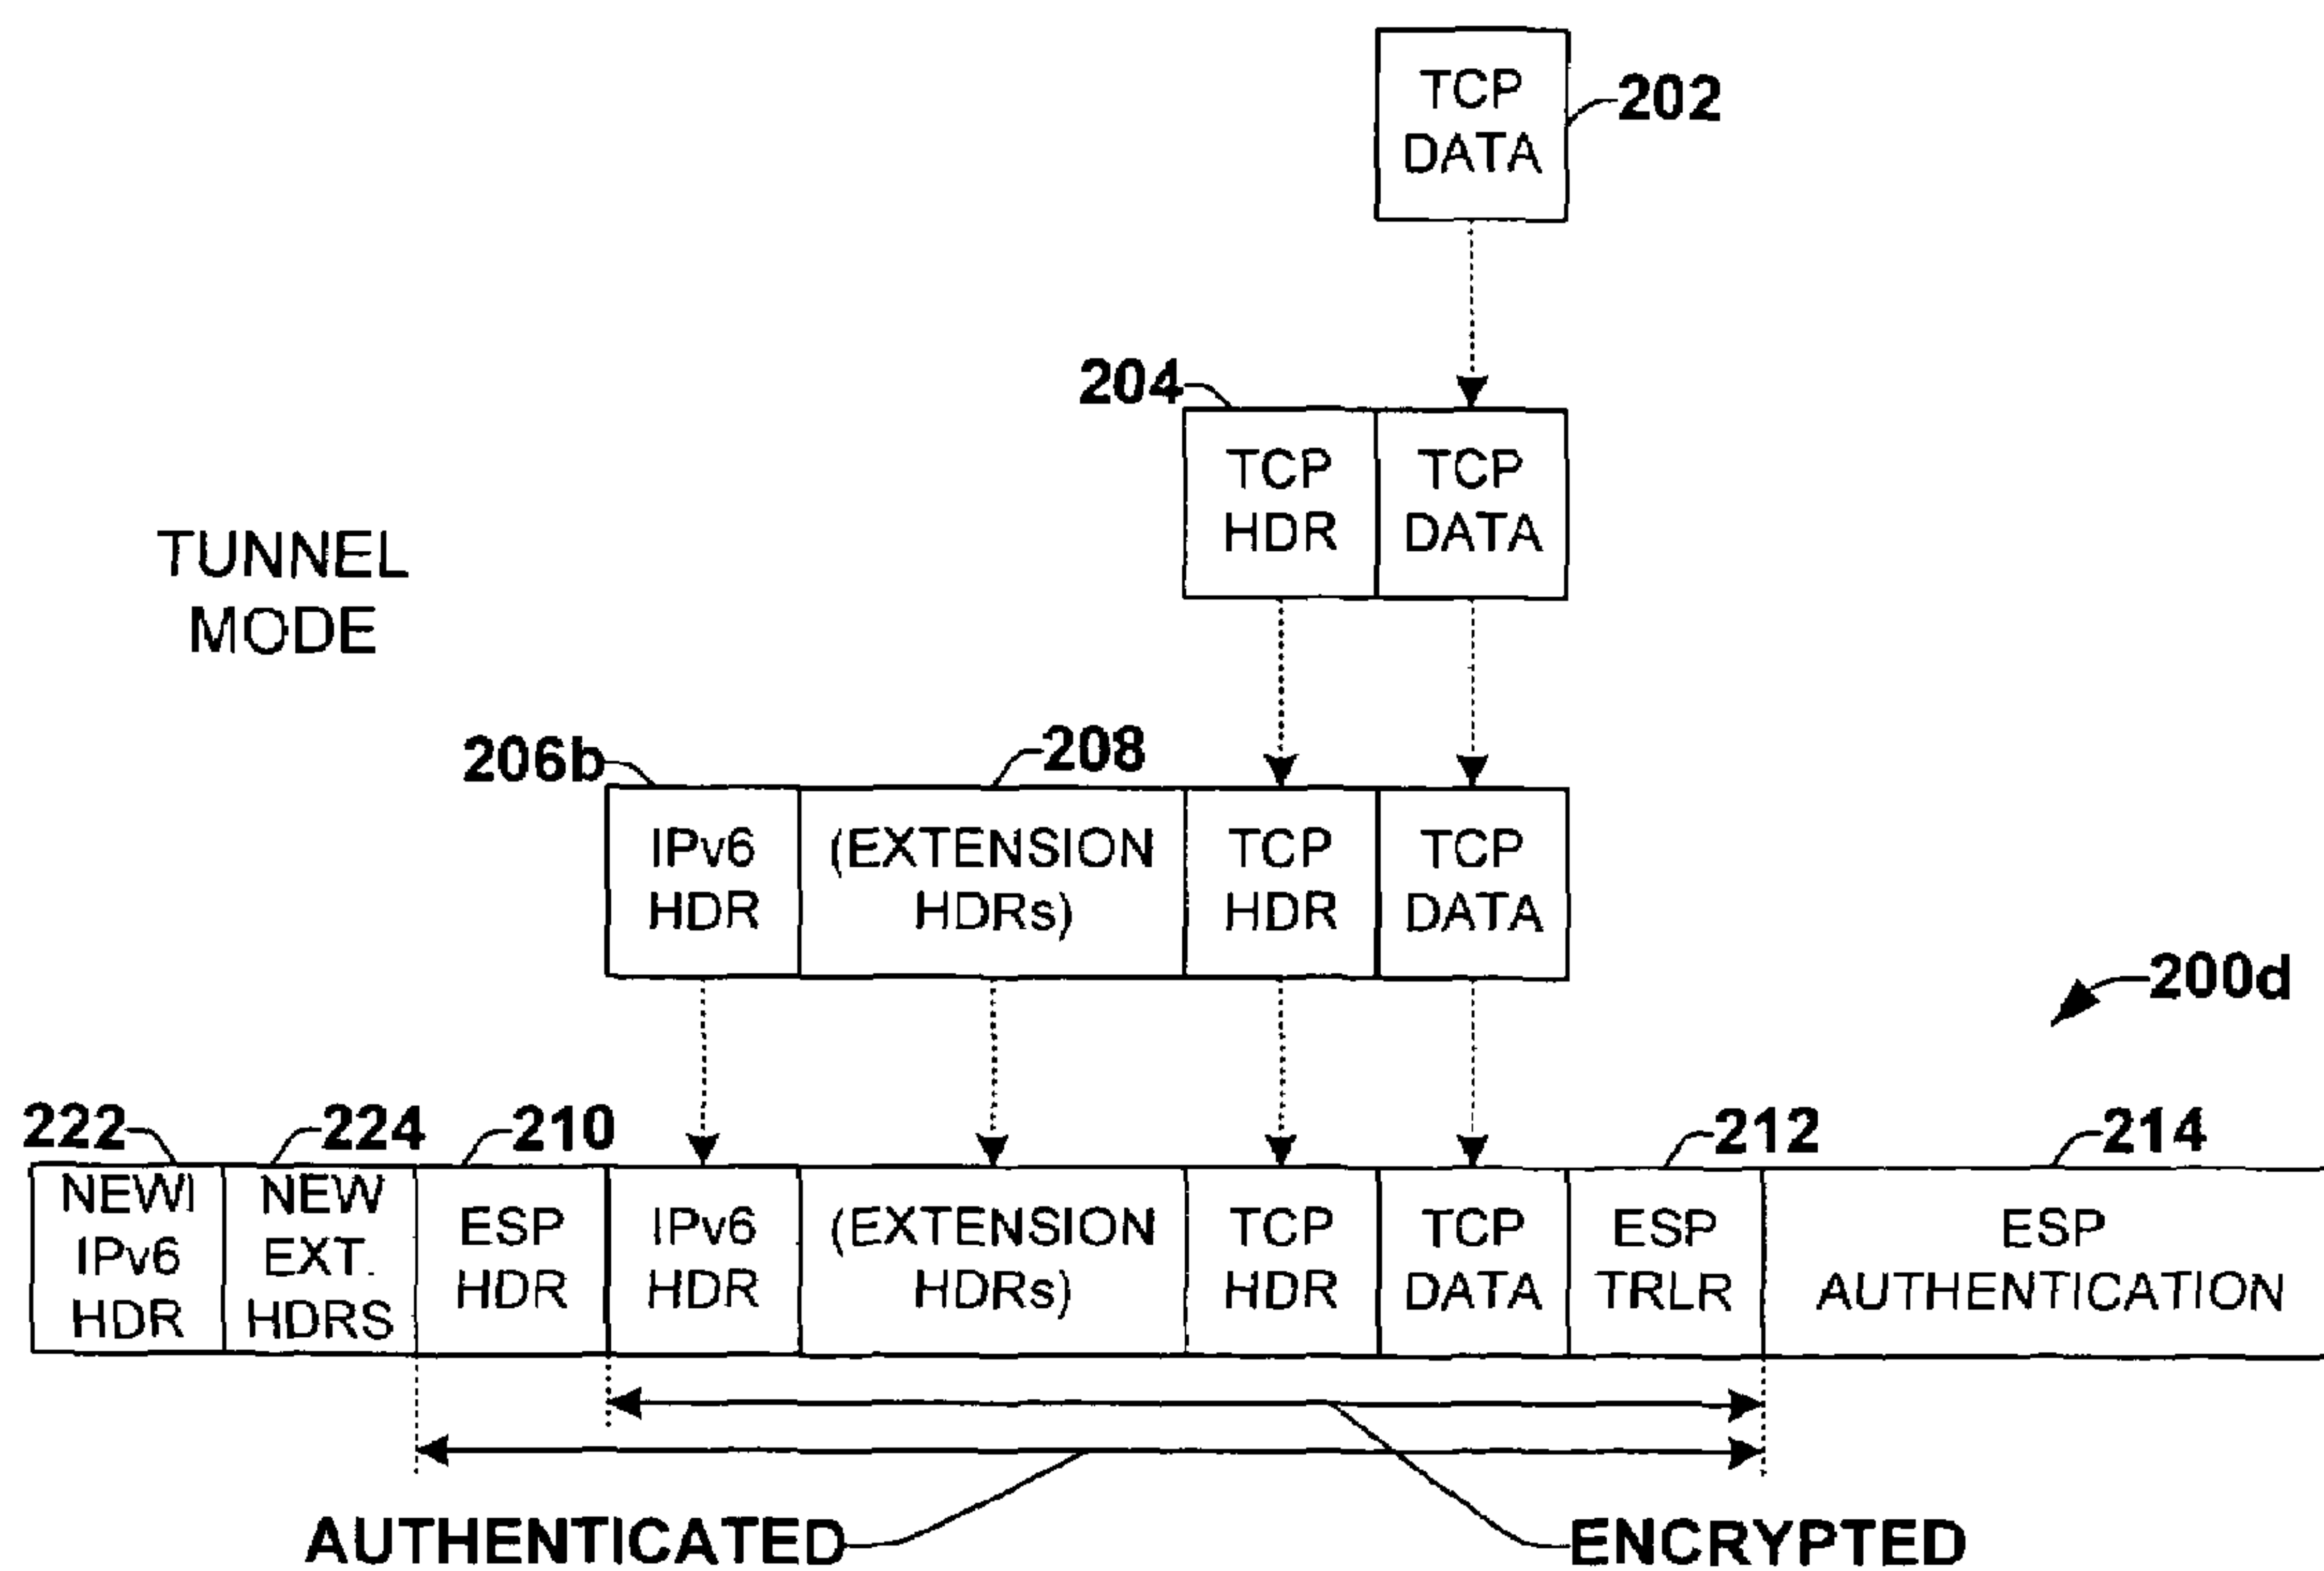 TCP
DATA
202
204
TCP
HDR
TCP
DATA
TUNNEL
MODE
206b
208
IPv6
HDR
(EXTENSION
HDRs)
TCP
HDR
TCP
DATA
200d
222
224
210
212
214
NEW
IPv6
HDR
NEW
EXT.
HDRS
ESP
HDR
IPv6
HDR
(EXTENSION
HDRs)
TCP
HDR
TCP
DATA
ESP
TRLR
ESP
AUTHENTICATION
AUTHENTICATED
ENCRYPTED